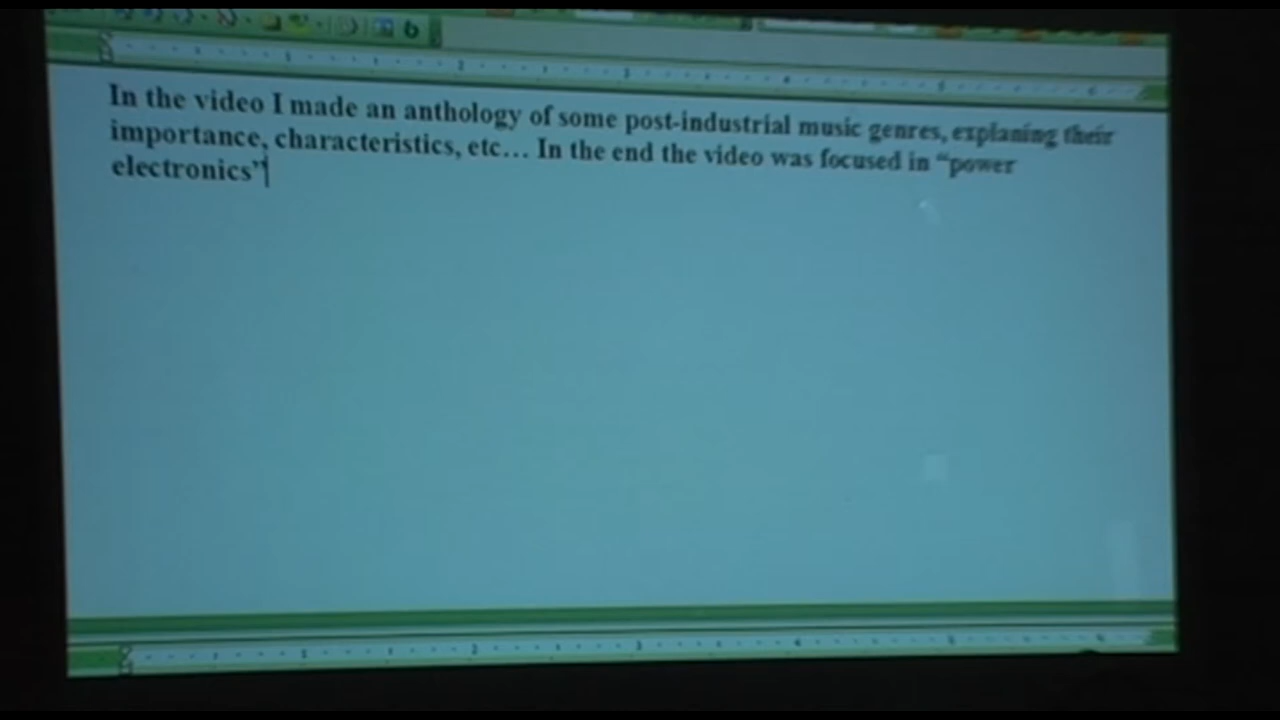 In the video I made an anthology of some post-industrial music genres, explaning their
importance, characteristics, etc... In the end the video was focused in “power
electronics”